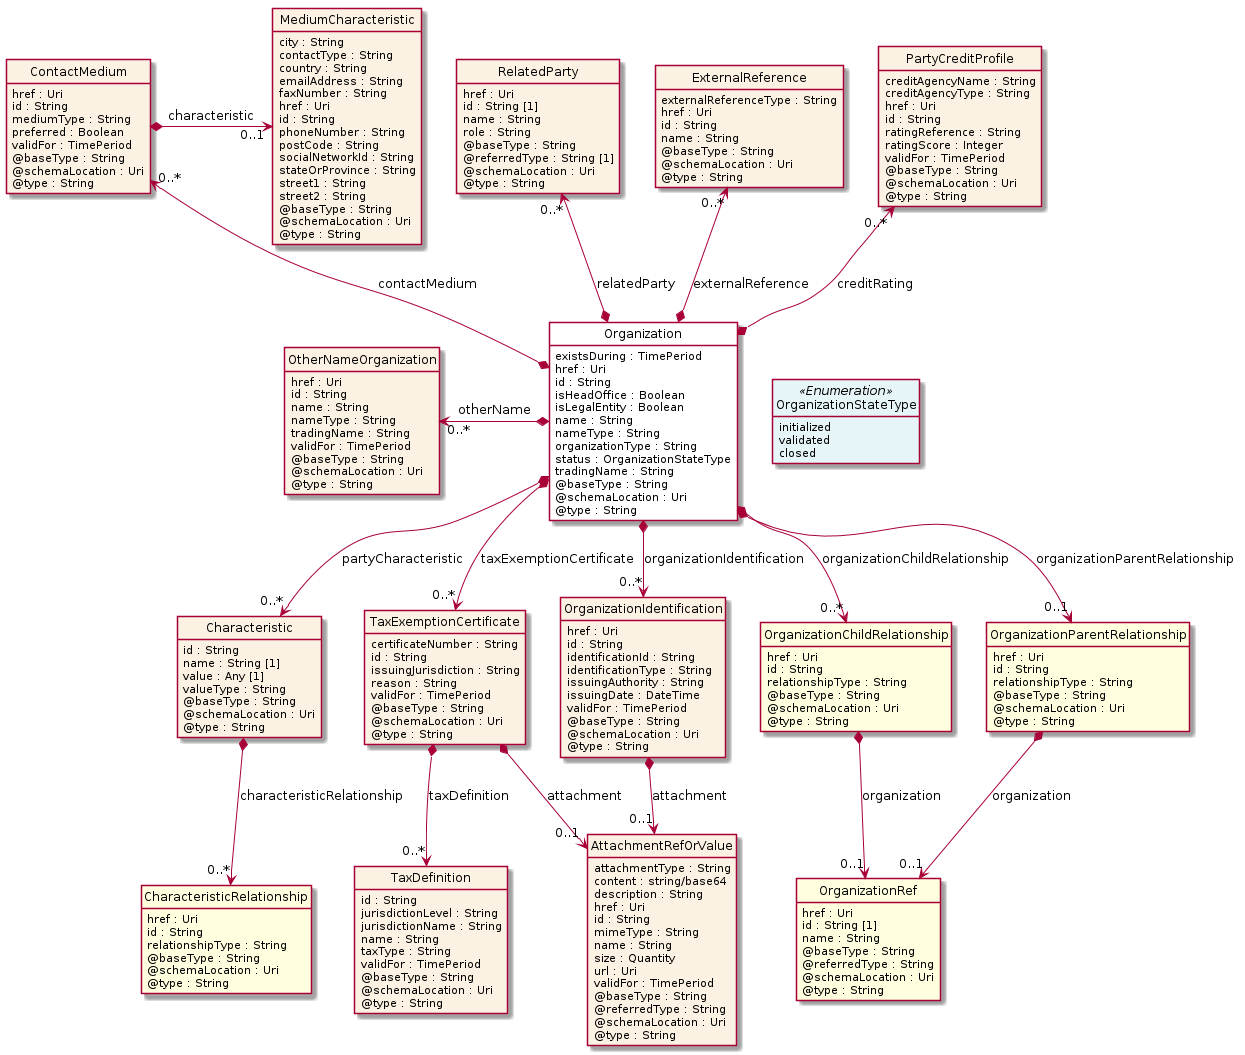 MediumCharacteristic
city : String
contactType : String
country : String
emailAddress : String
faxNumber : String
href : Uri
id : String
phoneNumber : String
postCode : String
socialNetworkId : String
stateOrProvince : String
street1 : String
street2 : String
@baseType : String
@schemaLocation : Uri
@type : String
ContactMedium
href : Uri
id : String
mediumType : String
preferred : Boolean
validFor : TimePeriod
@baseType : String
@schemaLocation : Uri
@type : String
characteristic
0..1
0..*
RelatedParty
href : Uri
id : String [1]
name : String
role : String
@baseType : String
@referredType : String [1]
@schemaLocation : Uri
@type : String
0..*
ExternalReference
externalReferenceType : String
href : Uri
id : String
name : String
@baseType : String
@schemaLocation : Uri
@type : String
0..*
PartyCreditProfile
creditAgencyName : String
creditAgencyType : String
href : Uri
id : String
ratingReference : String
ratingScore : Integer
validFor : TimePeriod
@baseType : String
@schemaLocation : Uri
@type : String
0..*
contactMedium
relatedParty
externalReference
creditRating
Organization
existsDuring : TimePeriod
href : Uri
id : String
isHeadOffice : Boolean
isLegalEntity : Boolean
name : String
nameType : String
organizationType : String
status : OrganizationStateType
tradingName : String
@baseType : String
@schemaLocation : Uri
@type : String
OtherNameOrganization
href : Uri
id : String
name : String
nameType : String
tradingName : String
validFor : TimePeriod
@baseType : String
@schemaLocation : Uri
@type : String
otherName
0..*
«Enumeration»
OrganizationStateType
initialized
validated
closed
partyCharacteristic
taxExemptionCertificate
organizationIdentification
organizationChildRelationship
organizationParentRelationship
0..*
0..*
0..*
0..*
0..1
Characteristic
id : String
name : String [1]
value : Any [1]
valueType : String
@baseType : String
@schemaLocation : Uri
@type : String
TaxExemptionCertificate
certificateNumber : String
id : String
issuingJurisdiction : String
reason : String
validFor : TimePeriod
@baseType : String
@schemaLocation : Uri
@type : String
OrganizationIdentification
href : Uri
id : String
identificationId : String
identificationType : String
issuingAuthority : String
issuingDate : DateTime
validFor : TimePeriod
@baseType : String
@schemaLocation : Uri
@type : String
OrganizationChildRelationship
href : Uri
id : String
relationshipType : String
@baseType : String
@schemaLocation : Uri
@type : String
OrganizationParentRelationship
href : Uri
id : String
relationshipType : String
@baseType : String
@schemaLocation : Uri
@type : String
characteristicRelationship
taxDefinition
attachment
attachment
organization
organization
0..*
0..*
0..1
0..1
0..1
0..1
CharacteristicRelationship
href : Uri
id : String
relationshipType : String
@baseType : String
@schemaLocation : Uri
@type : String
TaxDefinition
id : String
jurisdictionLevel : String
jurisdictionName : String
name : String
taxType : String
validFor : TimePeriod
@baseType : String
@schemaLocation : Uri
@type : String
AttachmentRefOrValue
attachmentType : String
content : string/base64
description : String
href : Uri
id : String
mimeType : String
name : String
size : Quantity
url : Uri
validFor : TimePeriod
@baseType : String
@referredType : String
@schemaLocation : Uri
@type : String
OrganizationRef
href : Uri
id : String [1]
name : String
@baseType : String
@referredType : String
@schemaLocation : Uri
@type : String